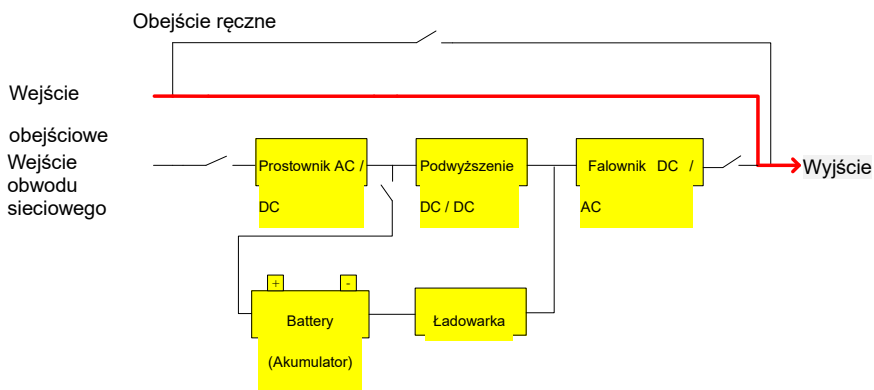 Obejście ręczne
Wejście
obejściowe
Wejście
obwodu
sieciowego
Prostownik AC /
DC
Podwyższenie
DC / DC
Falownik DC /
AC
Wyjście
+ -
Battery
(Akumulator)
Ładowarka